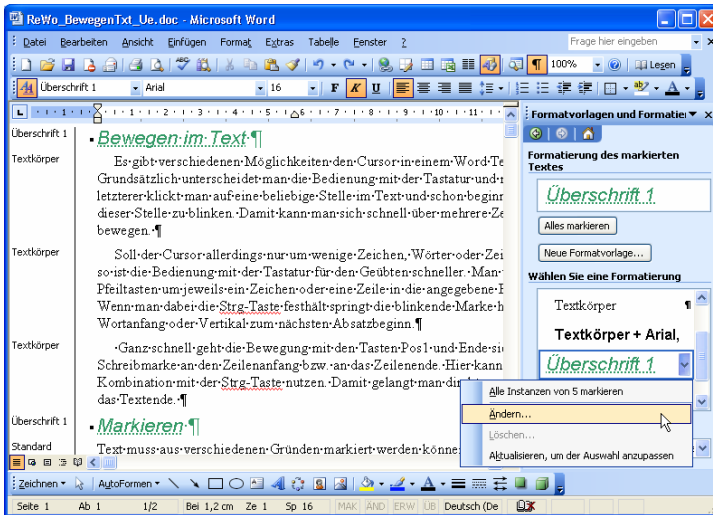 ReWo_BewegenTxt_Ue.doc - Microsoft Word
Datei Bearbeiten Ansicht Einfügen Format Extras Tabelle Fenster ?
Frage hier eingeben
100%
Lesen
Überschrift 1
Arial
16
F K U
Formatvorlagen und Formatier
Überschrift 1
Bewegen·im·Text·¶
Textkörper
Es·gibt·verschiedenen·Möglichkeiten·den·Cursor·in·einem·Word-Te
Grundsätzlich·unterscheidet·man·die·Bedienung·mit·der·Tastatur·und·
letzterer·klickt·man·auf·eine·beliebige·Stelle·im·Text·und·schon·beginn
dieser·Stelle·zu·blinken.·Damit·kann·man·sich·schnell·über·mehrere·Ze
bewegen.·¶
Textkörper
Soll·der·Cursor·allerdings·nur·um·wenige·Zeichen,·Wörter·oder·Zei
so·ist·die·Bedienung·mit·der·Tastatur·für·den·Geübten·schneller.·Man·
Pfeiltasten·um·jeweils·ein·Zeichen·oder·eine·Zeile·in·die·angegebene·
Wenn·man·dabei·die·Strg-Taste·festhält·springt·die·blinkende·Marke·
Wortanfang·oder·Vertikal·zum·nächsten·Absatzbeginn.¶
Textkörper
·Ganz·schnell·geht·die·Bewegung·mit·den·Tasten·Pos1·und·Ende·
Schreibmarke·an·den·Zeilenanfang·bzw.·an·das·Zeilenende.·Hier·kann
Kombination·mit·der·Strg-Taste·nutzen.·Damit·gelangt·man·
das·Textende.·¶
Überschrift 1
Markieren·¶
Standard
Text·muss·aus·verschiedenen·Gründen·markiert·werden·könne
Formatierung des markierten
Textes
Überschrift 1
Alles markieren
Neue Formatvorlage...
Wählen Sie eine Formatierung
Textkörper ¶
Textkörper + Arial,
Überschrift 1
Alle Instanzen von 5 markieren
Ändern...
Löschen...
Aktualisieren, um der Auswahl anzupassen
Zeichnen
AutoFormen
Seite 1 Ab 1 1/2 Bei 1,2 cm Ze 1 Sp 16 MAK ÄND ERW ÜB Deutsch (De